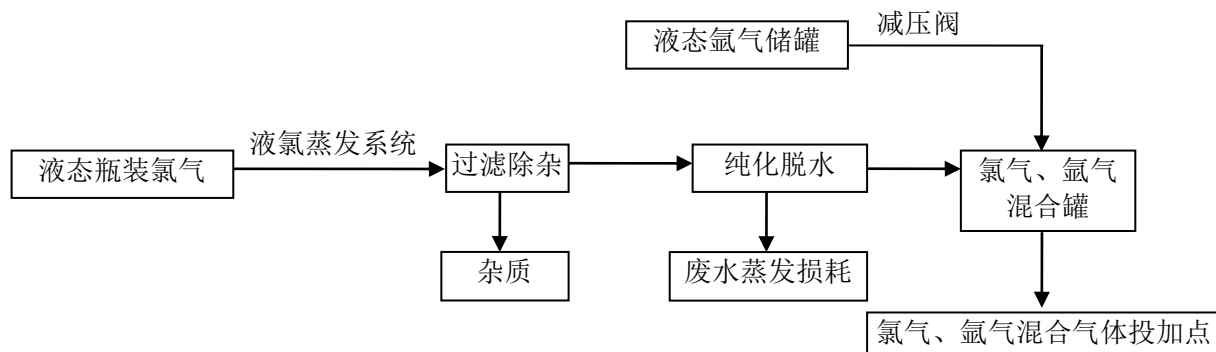 减压阀
液态氩气储罐
液氯蒸发系统
液态瓶装氯气
过滤除杂
纯化脱水
氯气、氩气
混合罐
杂质
废水蒸发损耗
氯气、氩气混合气体投加点